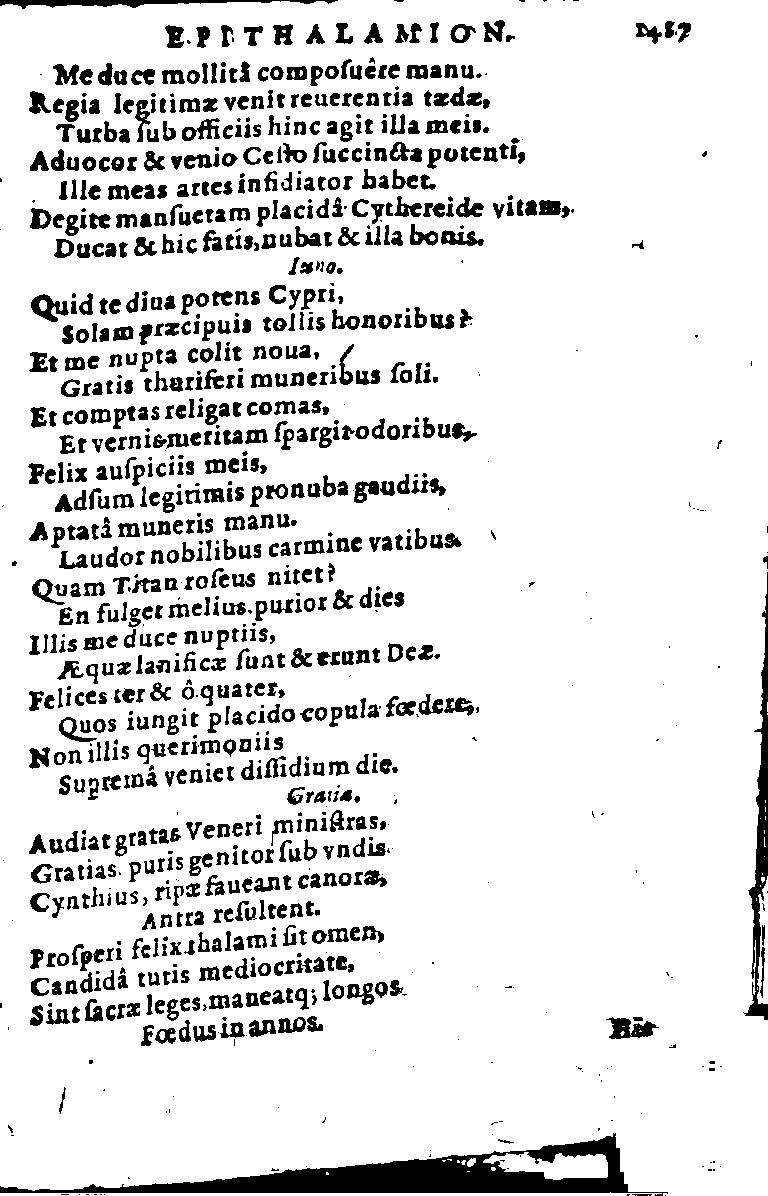 EPITHALAMION. 1487
Me duce mollitâ compoſuêre manu.
Regia legitimæ venit reuerentia tædæ,
Turba ſub officiis hinc agit illa meis.
Aduocor & venio Ceſto ſuccincta potenti,
Ille meas artes inſidiator habet.
Degite manſuetam placidâ Cythereide vitam,
Ducat & hic fatis, nubat & illa bonis.
Iuno.
Quid te diua potens Cypri,
Solam præcipuis tollis honoribus?
Et me nupta colit noua,
Gratis thuriferi muneribus ſoli.
Et comptas religat comas,
Et vernis meritam ſpargit odoribus,
Felix auſpiciis meis,
Adſum legitimis pronuba gaudiis,
Aptatâ muneris manu.
Laudor nobilibus carmine vatibus.
Quam Titan roſeus nitet?
En fulget melius, purior & dies
Illis me duce nuptiis,
Æquæ lanificæ ſunt & erunt Deæ.
Felices ter & ô quater,
Quos iungit placido copula fœdere,
Non illis querimoniis
Supremâ veniet diſſidium die.
Gratiæ.
Audiat gratas Veneri miniſtras,
Gratias puris genitor ſub vndis
Cynthius, ripæ faueant canoræ,
Antra reſultent.
Proſperi felix thalami ſit omen,
Candidâ tutis mediocritate,
Sint ſacræ leges, maneatq; longos
Fœdus in annos.